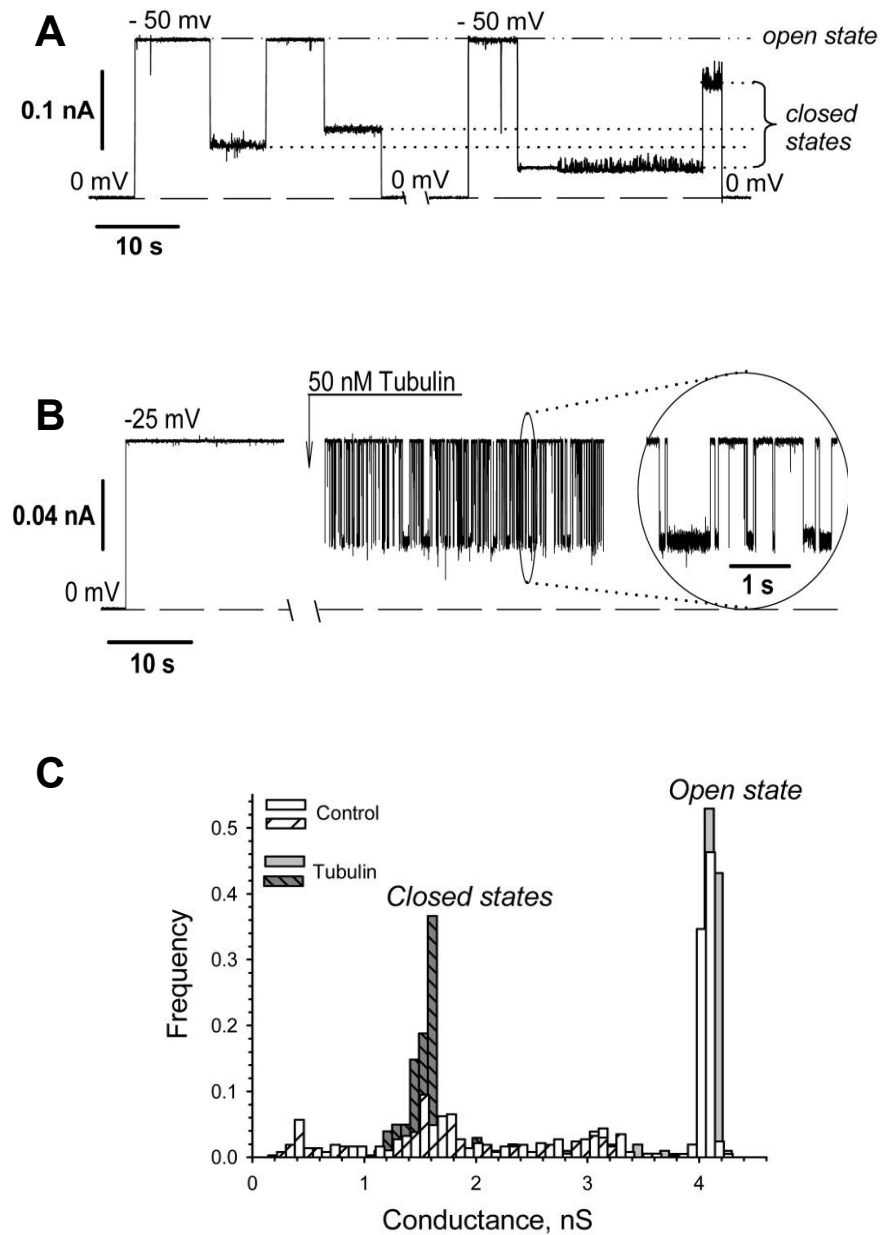 A
- 50 mv
- 50 mV
open state
0.1 nA
closed
states
0 mV
0 mV
0 mV
10 s
50 nM Tubulin
B
-25 mV
0.04 nA
1 s
0 mV
10 s
C
Open state
Control
Tubulin
Closed states
0.5
0.4
0.3
0.2
0.1
0.0
Frequency
0 1 2 3 4
Conductance, nS